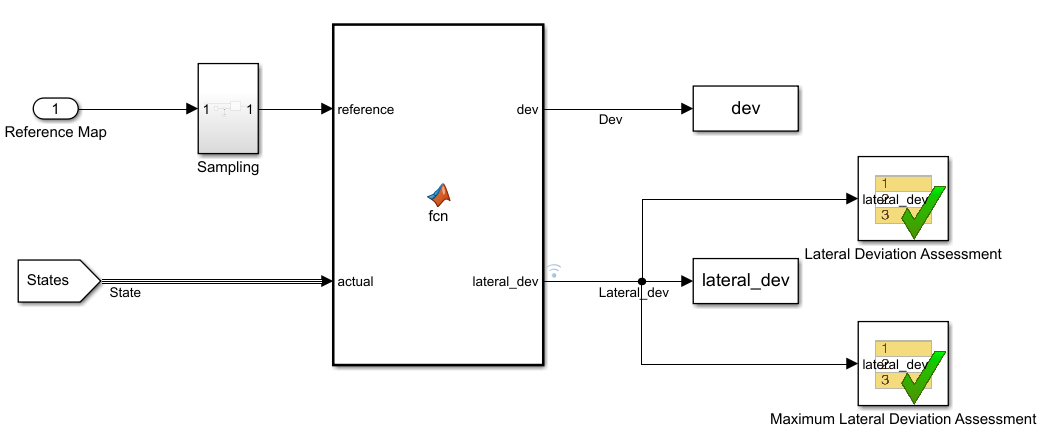 1
Reference Map
1
1
Sampling
reference
dev
Dev
dev
fcn
1
2
3
lateral_dev
Lateral Deviation Assessment
States
State
actual
lateral_dev
Lateral_dev
lateral_dev
1
2
3
lateral_dev
Maximum Lateral Deviation Assessment